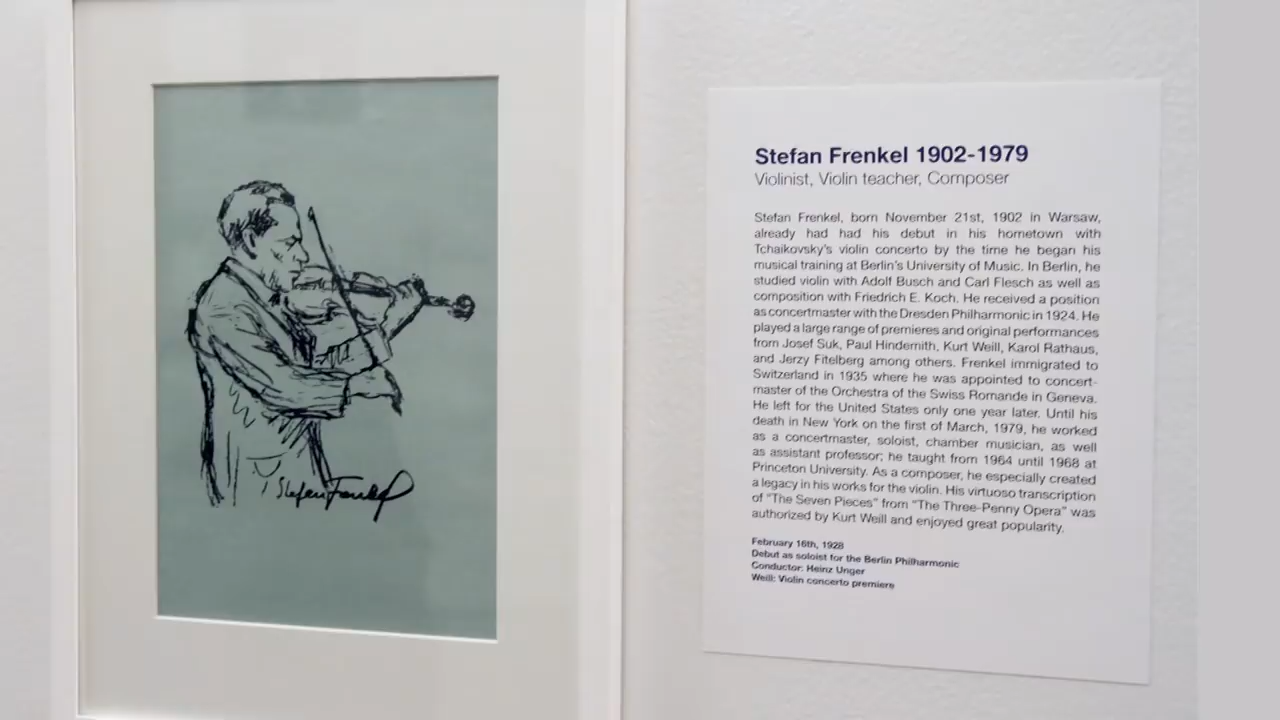 Stefan Frenkel
Stefan Frenkel 1902-1979
Violinist, Violin teacher, Composer
Stefan Frenkel, born November 21st, 1902 in Warsaw,
already had had his debut in his hometown with
Tchaikovsky's violin concerto by the time he began his
musical training at Berlin's University of Music. In Berlin, he
studied violin with Adolf Busch and Carl Flesch as well as
composition with Friedrich E. Koch. He received a position
as concertmaster with the Dresden Philharmonic in 1924. He
played a large range of premieres and original performances
from Josef Suk, Paul Hindemith, Kurt Weill, Karol Rathaus,
and Jerzy Fitelberg among others. Frenkel immigrated to
Switzerland in 1935 where he was appointed to concert-
master of the Orchestra of the Swiss Romande in Geneva.
He left for the United States only one year later. Until his
death in New York on the first of March, 1979, he worked
as a concertmaster, soloist, chamber musician, as well
as assistant professor; he taught from 1964 until 1968 at
Princeton University. As a composer, he especially created
a legacy in his works for the violin. His virtuoso transcription
of "The Seven Pieces" from "The Three-Penny Opera" was
authorized by Kurt Weill and enjoyed great popularity.
February 16th, 1928
Debut as soloist for the Berlin Philharmonic
Conductor: Heinz Unger
Weill: Violin concerto premiere